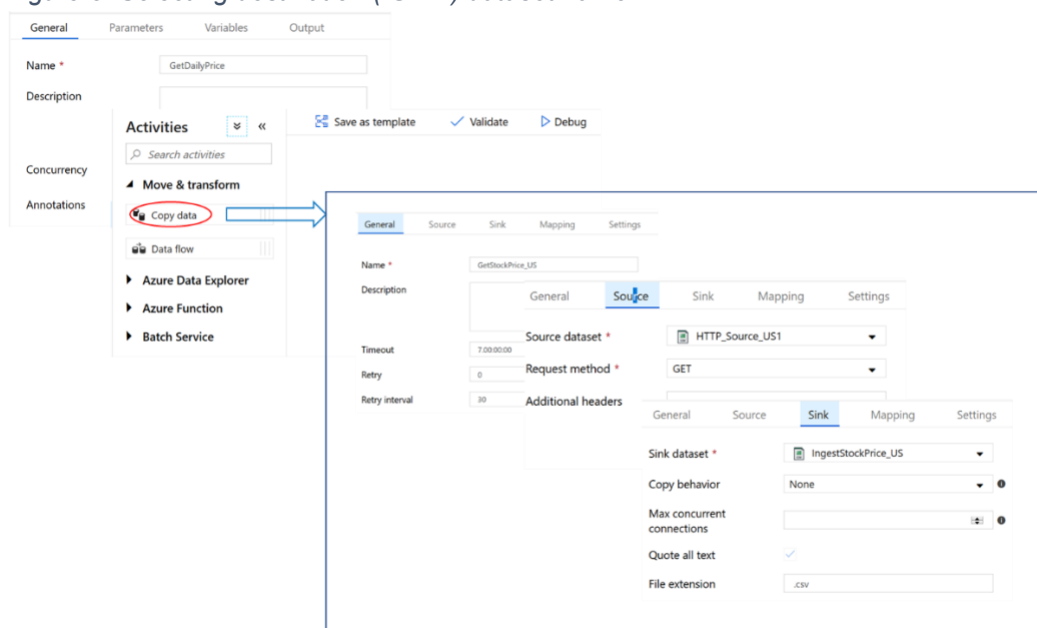 General Parameters Variables Output
Name *
GetDailyPrice
Description
Concurrency
Annotations
Activities
Search activities
Move & transform
Copy data
Data flow
Azure Data Explorer
Azure Function
Batch Service
Save as template Validate Debug
General Source Sink Mapping Settings
Name *
GetStockPrice_US
Description
Timeout
7.00:00:00
Retry
0
Retry interval
30
General Source Sink Mapping Settings
Source dataset *
HTTP_Source_US1
Request method *
GET
Additional headers
General Source Sink Mapping Settings
Sink dataset *
IngestStockPrice_US
Copy behavior
None
Max concurrent
connections
Quote all text
File extension
.csv